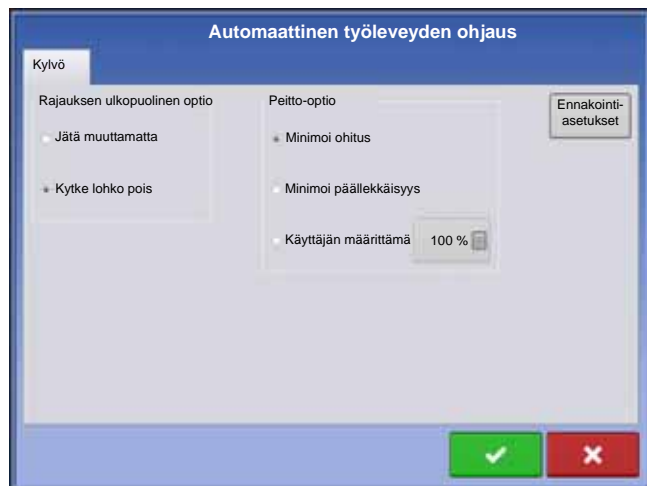 Automaattinen työleveyden ohjaus
Kylvö
Rajauksen ulkopuolinen optio
Jätä muuttamatta
Kytke lohko pois
Peitto-optio
Minimoi ohitus
Minimoi päällekkäisyys
Käyttäjän määrittämä
100 %
Ennakointi-
asetukset